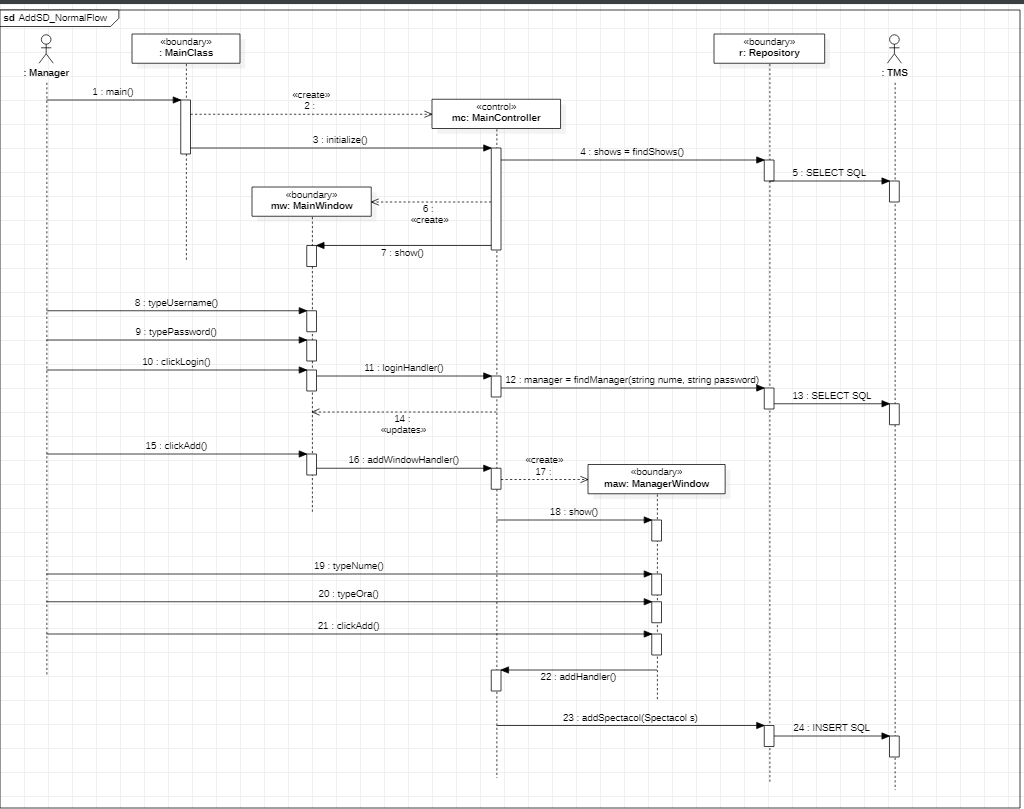 sd AddSD_NormalFlow
: Manager
«boundary»
: MainClass
«boundary»
r: Repository
: TMS
1 : main()
«create»
2 :
«control»
mc: MainController
3 : initialize()
4 : shows = findShows()
5 : SELECT SQL
«boundary»
mw: MainWindow
6 :
«create»
7 : show()
8 : typeUsername()
9 : typePassword()
10 : clickLogin()
11 : loginHandler()
12 : manager = findManager(string nume, string password)
13 : SELECT SQL
14 :
«updates»
15 : clickAdd()
16 : addWindowHandler()
«create»
17 :
«boundary»
maw: ManagerWindow
18 : show()
19 : typeNume()
20 : typeOra()
21 : clickAdd()
22 : addHandler()
23 : addSpectacol(Spectacol s)
24 : INSERT SQL